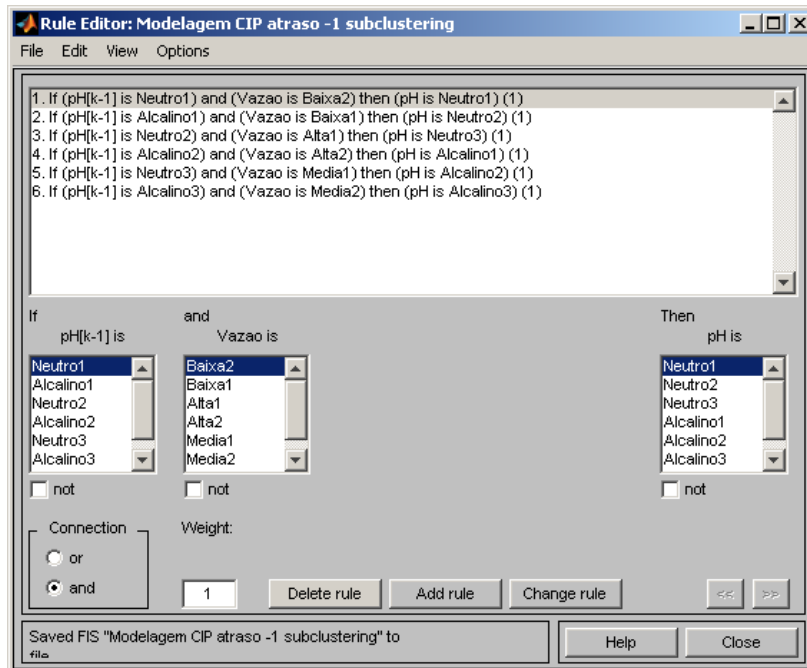 Rule Editor: Modelagem CIP atraso -1 subclustering
File Edit View Options
1. If (pH[k-1] is Neutro1) and (Vazao is Baixa2) then (pH is Neutro1) (1)
2. If (pH[k-1] is Alcalino1) and (Vazao is Baixa1) then (pH is Neutro2) (1)
3. If (pH[k-1] is Neutro2) and (Vazao is Alta1) then (pH is Neutro3) (1)
4. If (pH[k-1] is Alcalino2) and (Vazao is Alta2) then (pH is Alcalino1) (1)
5. If (pH[k-1] is Neutro3) and (Vazao is Media1) then (pH is Alcalino2) (1)
6. If (pH[k-1] is Alcalino3) and (Vazao is Media2) then (pH is Alcalino3) (1)
If and Then
pH[k-1] is Vazao is pH is
Neutro1 Baixa2 Neutro1
Alcalino1 Baixa1 Neutro2
Neutro2 Alta1 Neutro3
Alcalino2 Alta2 Alcalino1
Neutro3 Media1 Alcalino2
Alcalino3 Media2 Alcalino3
not not not
Connection Weight:
or
and 1 Delete rule Add rule Change rule << >>
Saved FIS "Modelagem CIP atraso -1 subclustering" to
file Help Close